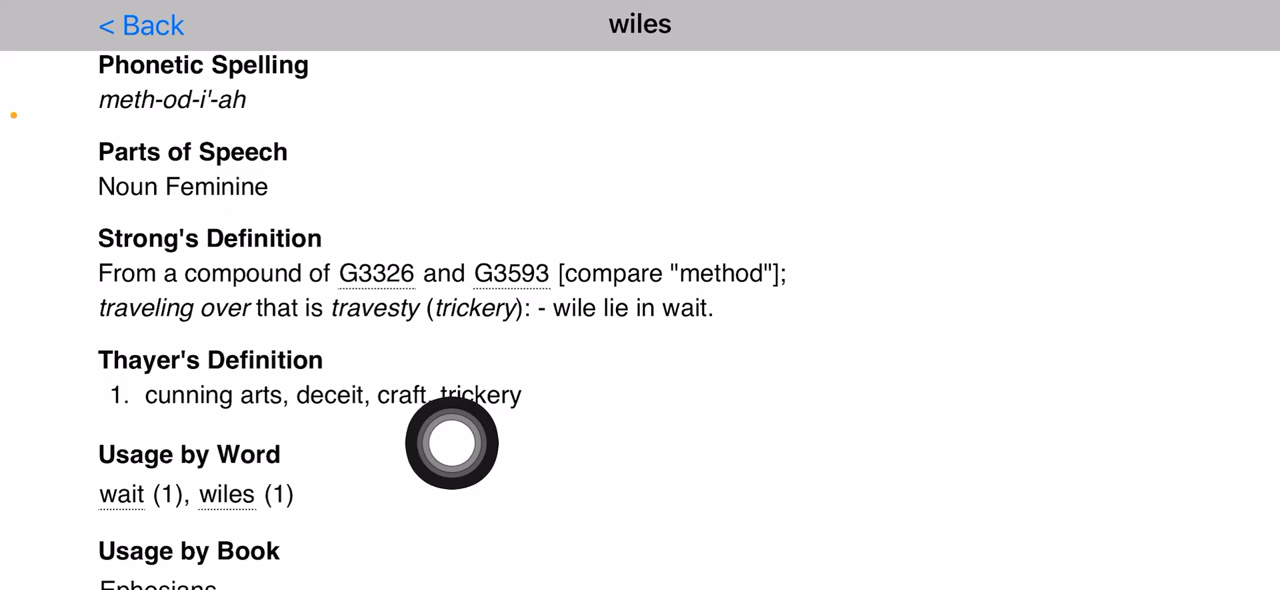 < Back
wiles
Phonetic Spelling
meth-od-i'-ah
Parts of Speech
Noun Feminine
Strong's Definition
From a compound of G3326 and G3593 [compare "method"];
traveling over that is travesty (trickery): - wile lie in wait.
Thayer's Definition
1. cunning arts, deceit, craft, trickery
Usage by Word
wait (1), wiles (1)
Usage by Book
Ephesians